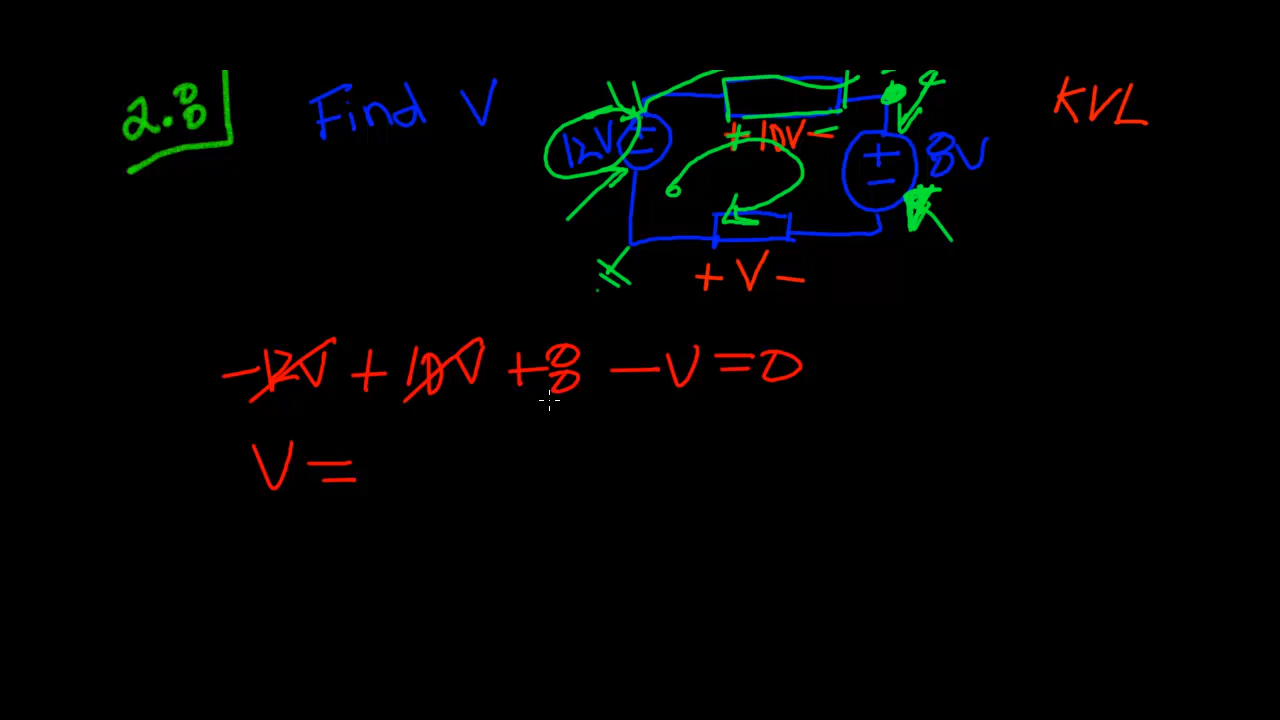 2.8
Find V
KVL
12V
+
-
+ 10V -
+
-
8V
+ V -
-12V + 10V + 8 - V = 0
V =